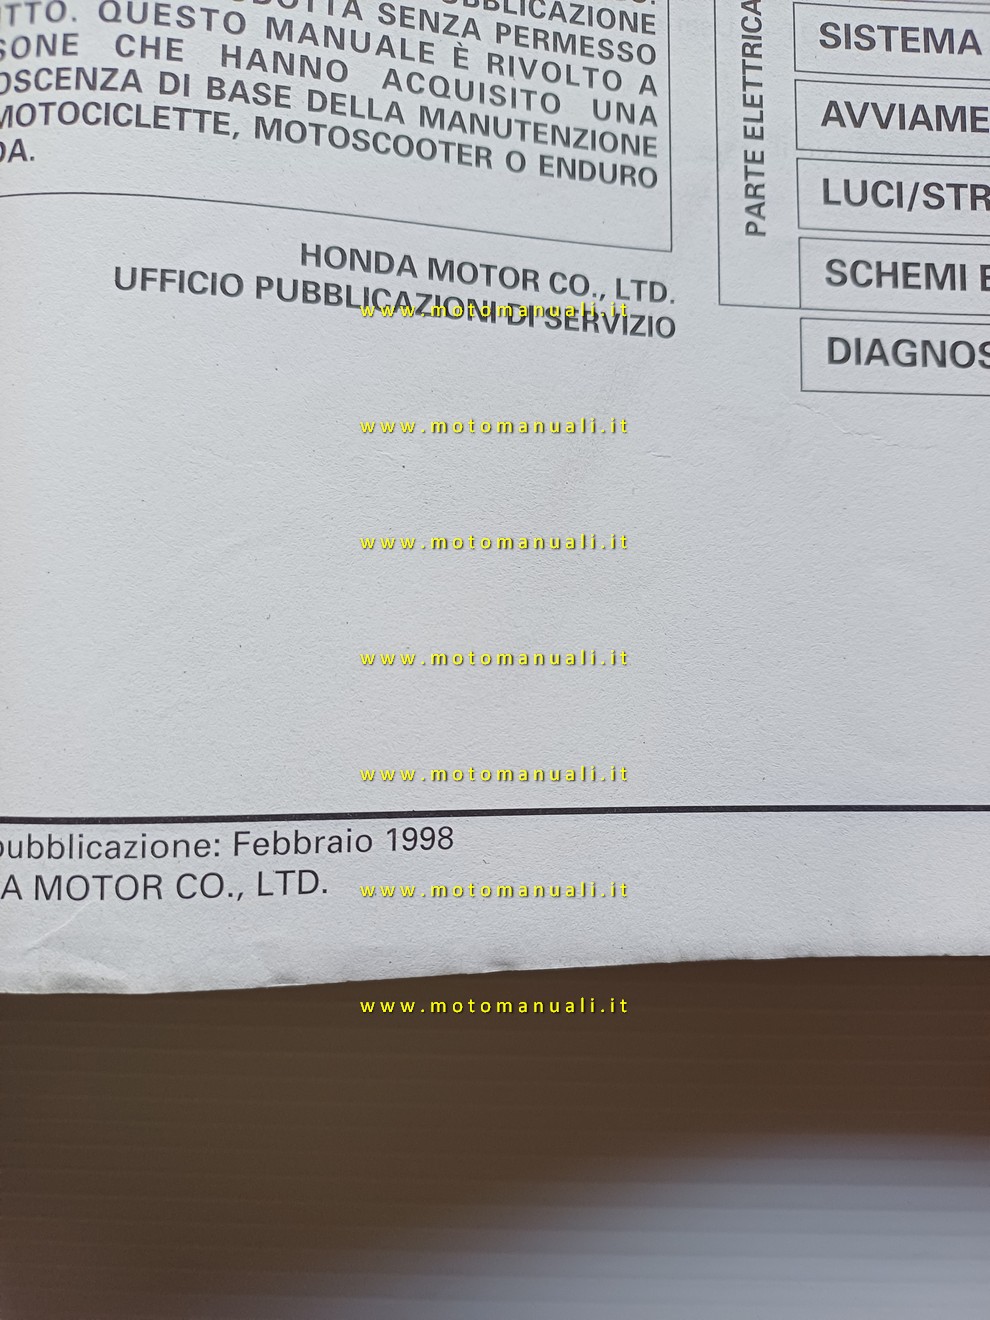 PUBBLICAZIONE
SENZA PERMESSO
QUESTO MANUALE È RIVOLTO A
CHE HANNO ACQUISITO UNA
DI BASE DELLA MANUTENZIONE
MOTOCICLETTE, MOTOSCOOTER O ENDURO
DA.
HONDA MOTOR CO., LTD.
UFFICIO PUBBLICAZIONI DI SERVIZIO
PARTE ELETTRICA
SISTEMA
AVVIAME
LUCI/STR
SCHEMI E
DIAGNOS
www.motomanuali.it
www.motomanuali.it
www.motomanuali.it
www.motomanuali.it
www.motomanuali.it
pubblicazione: Febbraio 1998
A MOTOR CO., LTD.
www.motomanuali.it
www.motomanuali.it